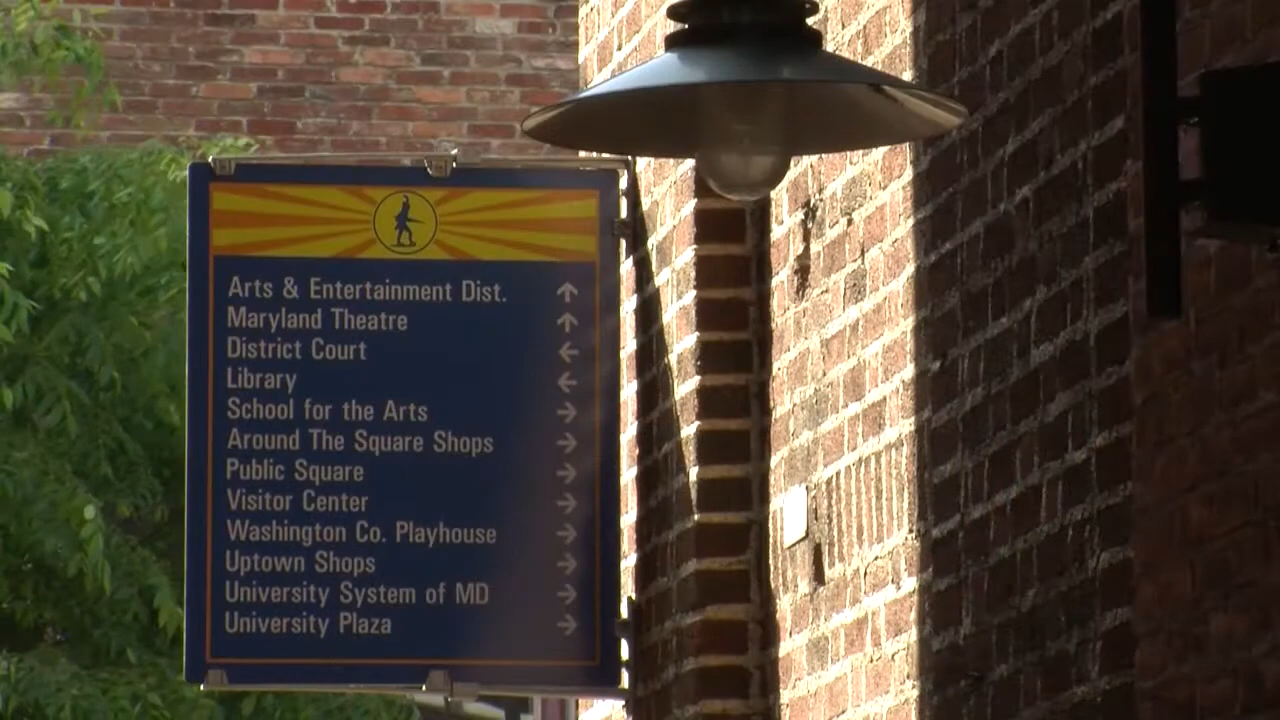 Arts & Entertainment Dist. ↑
Maryland Theatre ↑
District Court ←
Library ←
School for the Arts →
Around The Square Shops →
Public Square →
Visitor Center →
Washington Co. Playhouse →
Uptown Shops →
University System of MD →
University Plaza →